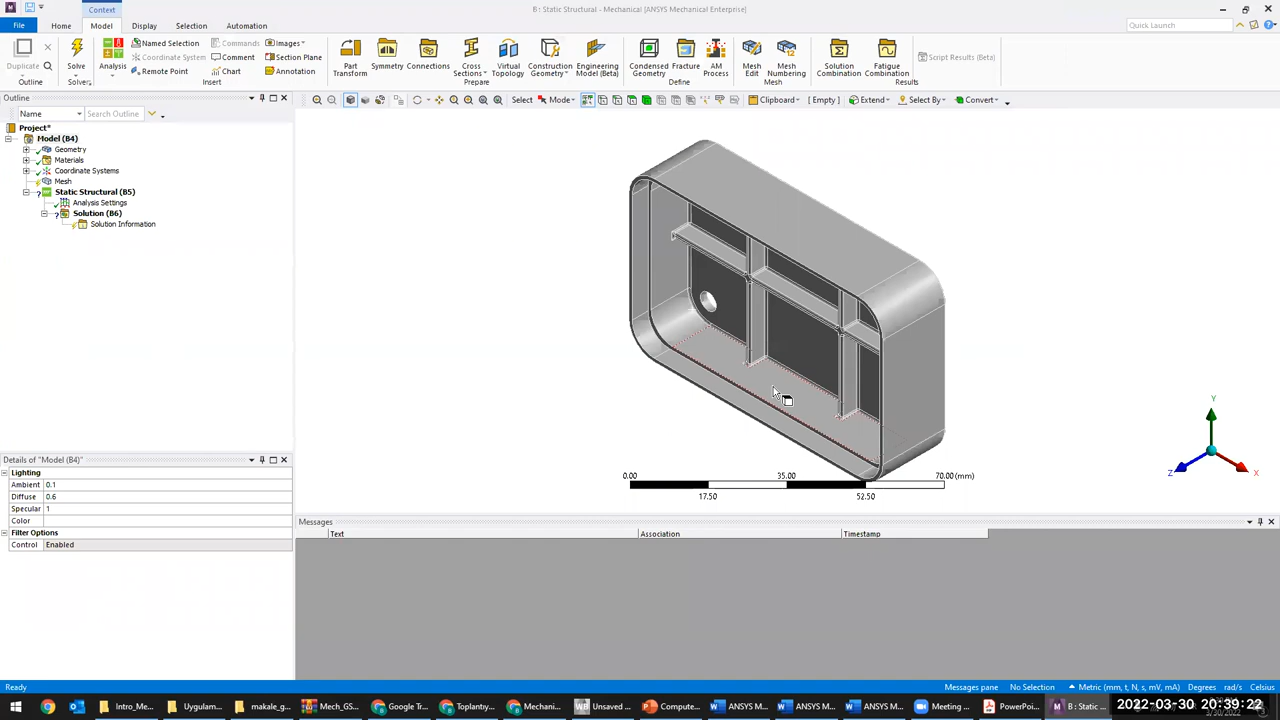 Context
B : Static Structural - Mechanical [ANSYS Mechanical Enterprise]
File Home Model Display Selection Automation Quick Launch
Duplicate
Outline
Solve
Solvers
Analysis
Named Selection
Coordinate System
Remote Point
Commands
Comment
Chart
Images
Section Plane
Annotation
Insert
Part Transform
Symmetry
Connections
Cross Sections
Virtual Topology
Construction Geometry
Engineering Model (Beta)
Prepare
Condensed Geometry
Fracture
AM Process
Define
Mesh Edit
Mesh Numbering
Mesh
Solution Combination
Fatigue Combination
Results
Script Results (Beta)
Outline
Name Search Outline
Select Mode Clipboard [ Empty ] Extend Select By Convert
Project*
Model (B4)
Geometry
Materials
Coordinate Systems
Mesh
Static Structural (B5)
Analysis Settings
Solution (B6)
Solution Information
0.00 35.00 70.00 (mm)
17.50 52.50
Y
Z X
Details of "Model (B4)"
Lighting
Ambient 0.1
Diffuse 0.6
Specular 1
Color
Filter Options
Control Enabled
Messages
Text Association Timestamp
Ready Messages pane No Selection Metric (mm, t, N, s, mV, mA) Degrees rad/s Celsius
Intro_Me... Uygulam... makale_g... Mech_GS... Google Tr... Toplantıy... Mechani... Unsaved ... Compute... ANSYS M... ANSYS M... ANSYS M... Meeting ... PowerPoi... B : Static ... 2022-03-30 20:39:22